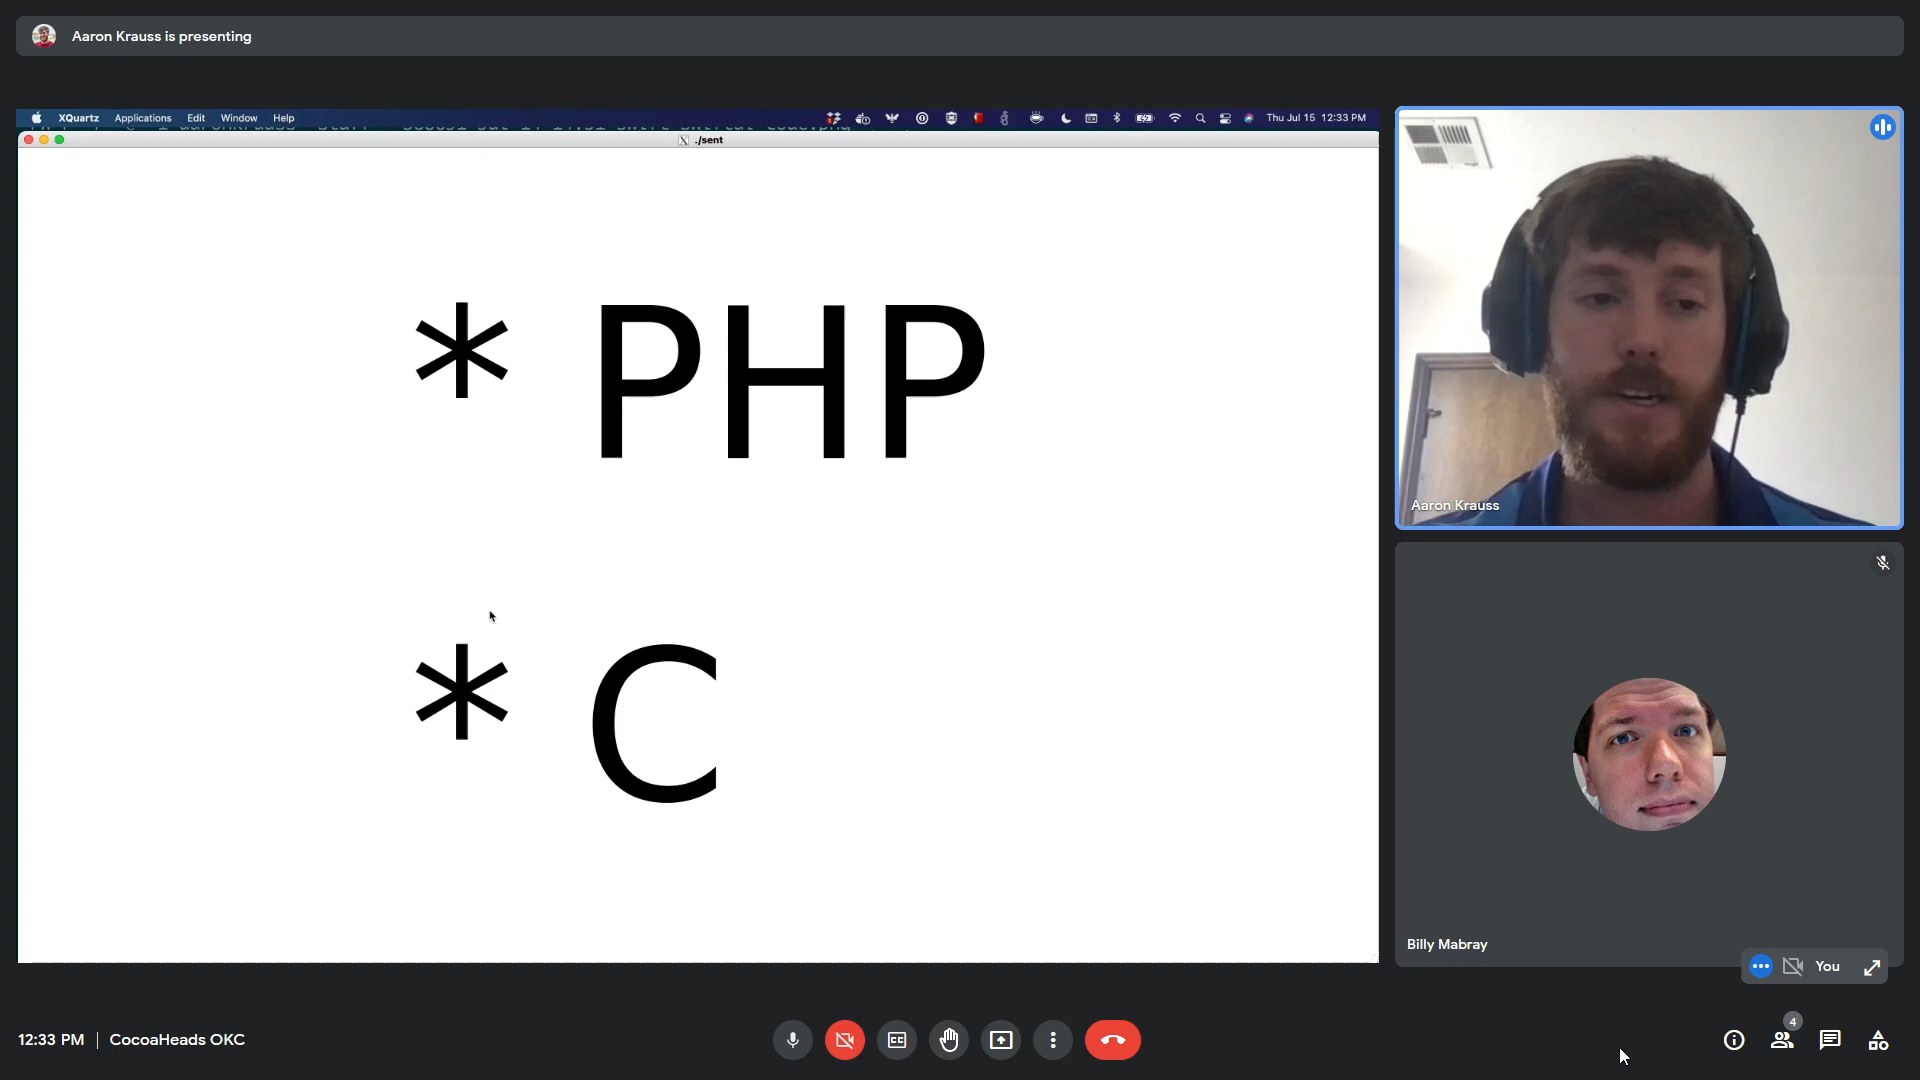 Aaron Krauss is presenting
XQuartz Applications Edit Window Help
Thu Jul 15 12:33 PM
./sent
* PHP
* C
Aaron Krauss
Billy Mabray
You
12:33 PM | CocoaHeads OKC
4